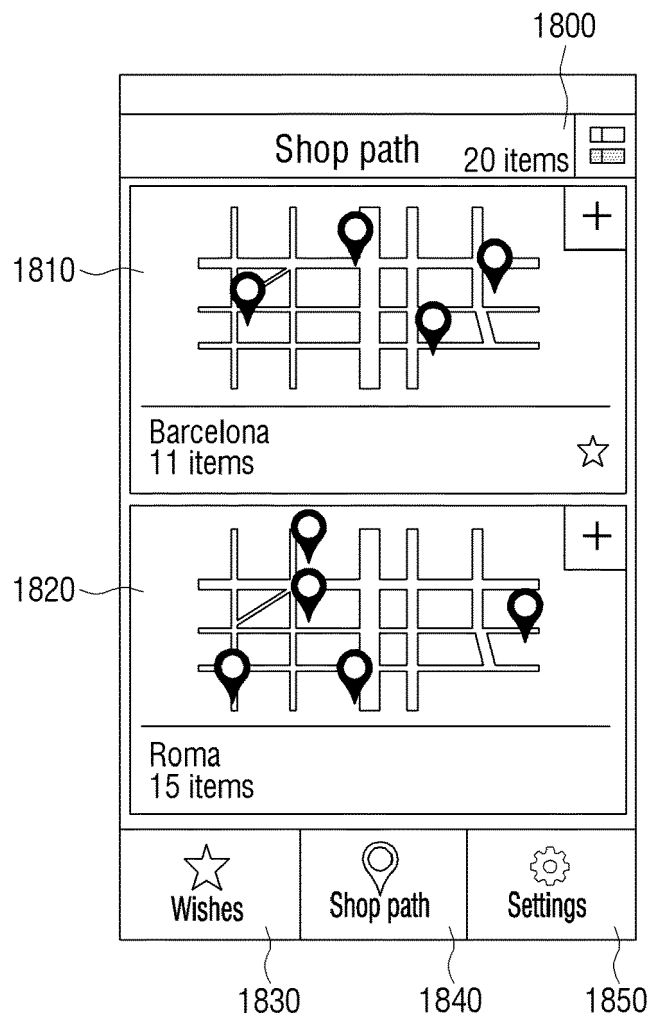 1800
Shop path
20 items
1810
Barcelona
11 items
1820
Roma
15 items
Wishes
Shop path
Settings
1830
1840
1850